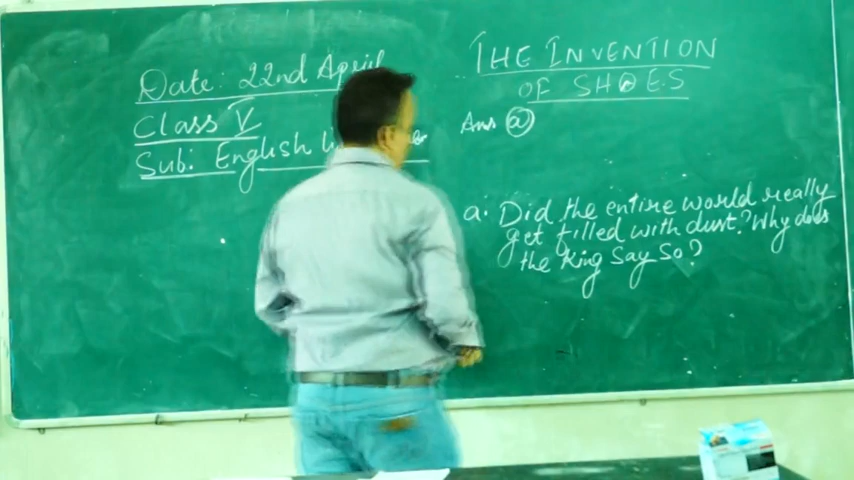 Date: 22nd April
Class V
Sub: English
THE INVENTION
OF SHOES
Ans (a)
a. Did the entire world really
get filled with dust? Why does
the King Say So?